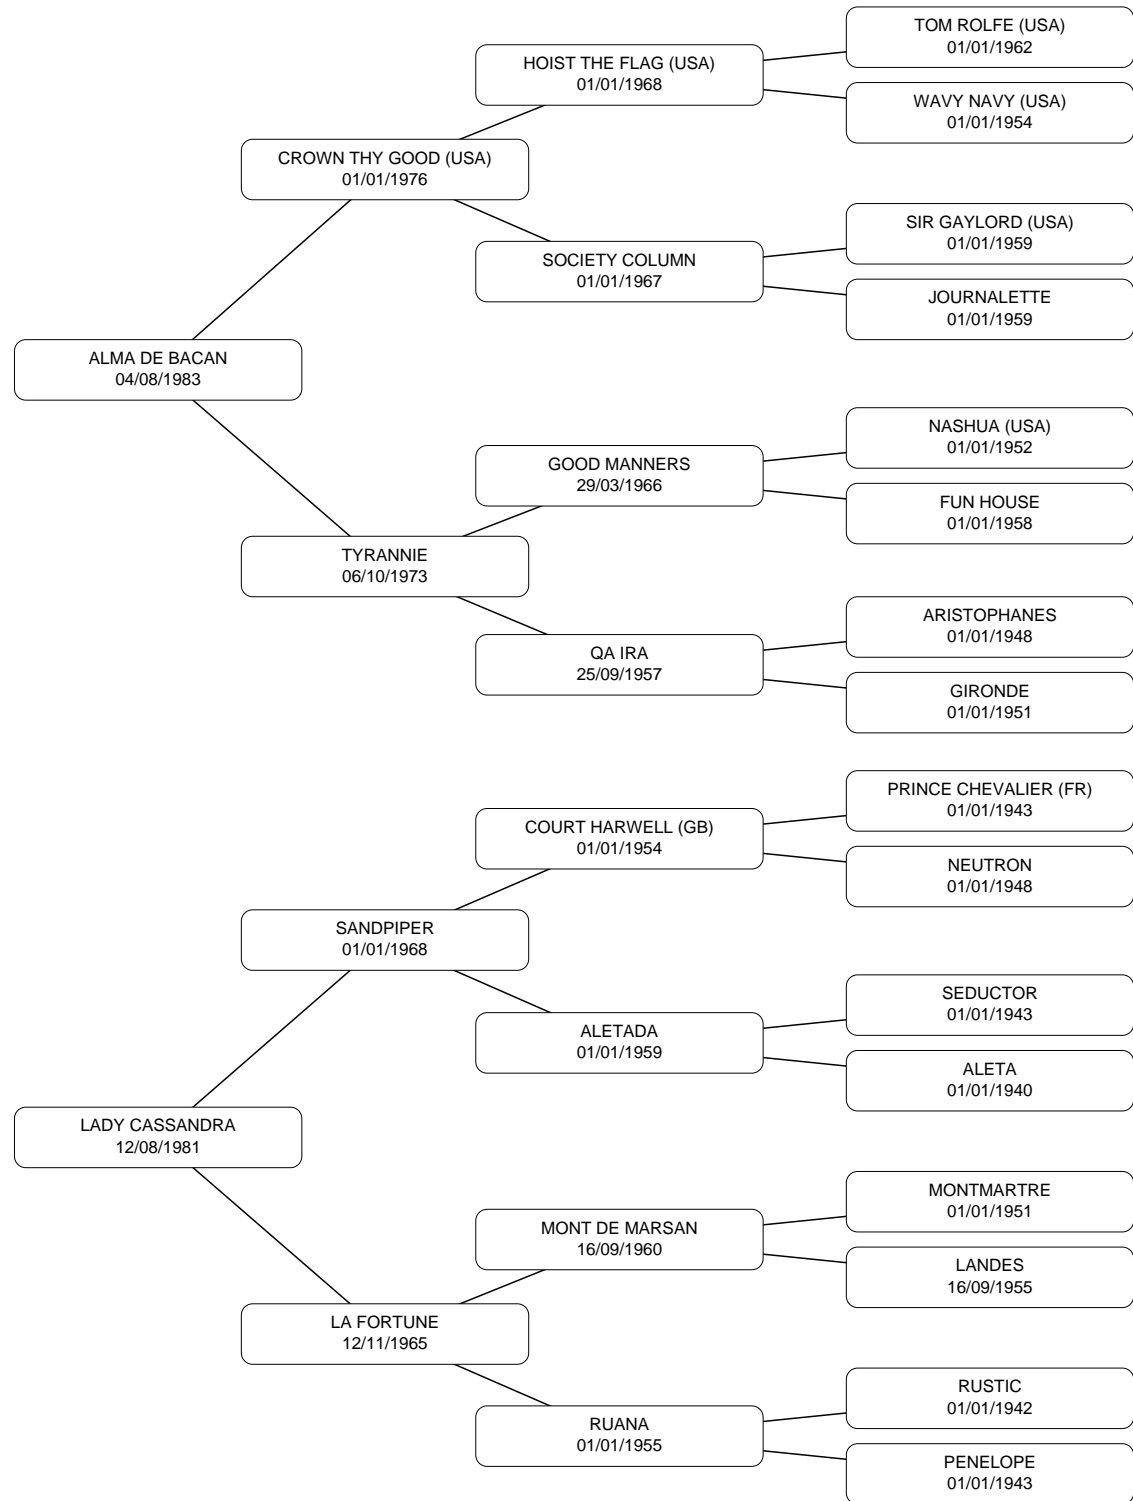 TOM ROLFE (USA)
01/01/1962
HOIST THE FLAG (USA)
01/01/1968
WAVY NAVY (USA)
01/01/1954
CROWN THY GOOD (USA)
01/01/1976
SIR GAYLORD (USA)
01/01/1959
SOCIETY COLUMN
01/01/1967
JOURNALETTE
01/01/1959
ALMA DE BACAN
04/08/1983
NASHUA (USA)
01/01/1952
GOOD MANNERS
29/03/1966
FUN HOUSE
01/01/1958
TYRANNIE
06/10/1973
ARISTOPHANES
01/01/1948
QA IRA
25/09/1957
GIRONDE
01/01/1951
PRINCE CHEVALIER (FR)
01/01/1943
COURT HARWELL (GB)
01/01/1954
NEUTRON
01/01/1948
SANDPIPER
01/01/1968
SEDUCTOR
01/01/1943
ALETADA
01/01/1959
ALETA
01/01/1940
LADY CASSANDRA
12/08/1981
MONTMARTRE
01/01/1951
MONT DE MARSAN
16/09/1960
LANDES
16/09/1955
LA FORTUNE
12/11/1965
RUSTIC
01/01/1942
RUANA
01/01/1955
PENELOPE
01/01/1943